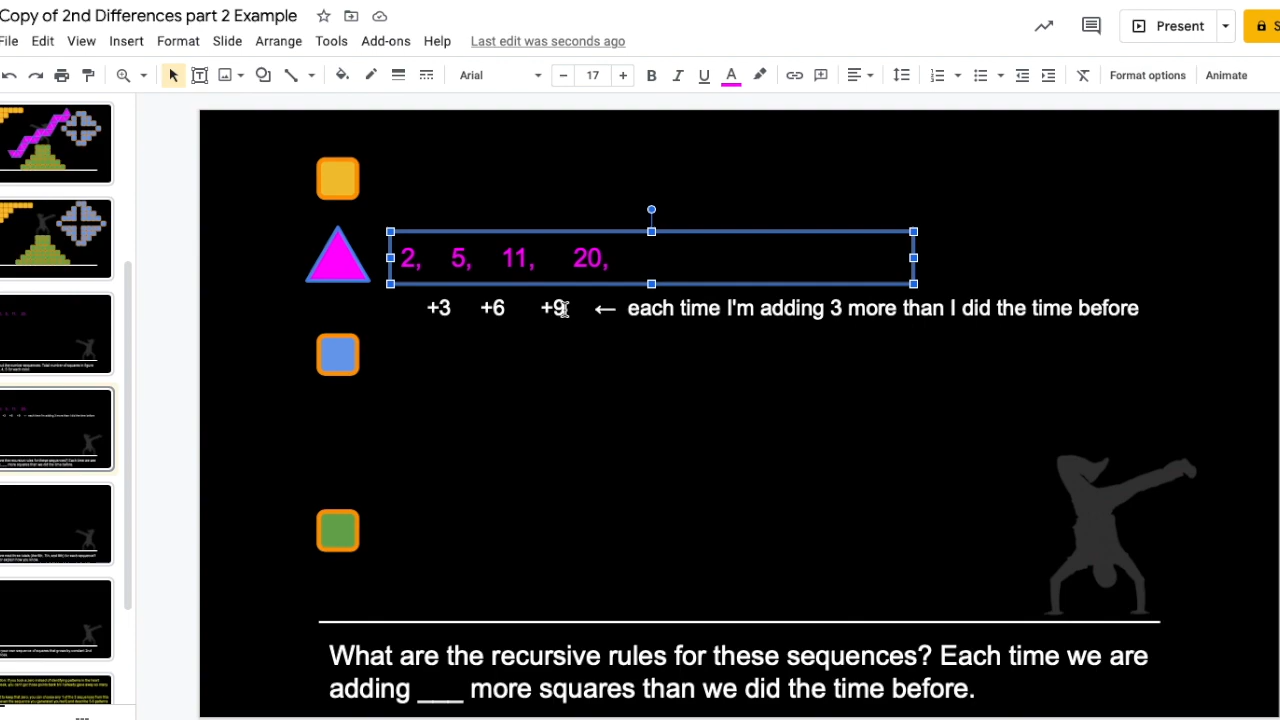 Copy of 2nd Differences part 2 Example
File Edit View Insert Format Slide Arrange Tools Add-ons Help Last edit was seconds ago
Present
Arial 17 B I U A Format options Animate
2, 5, 11, 20,
+3 +6 +9 ← each time I'm adding 3 more than I did the time before
What are the recursive rules for these sequences? Each time we are
adding ___ more squares than we did the time before.